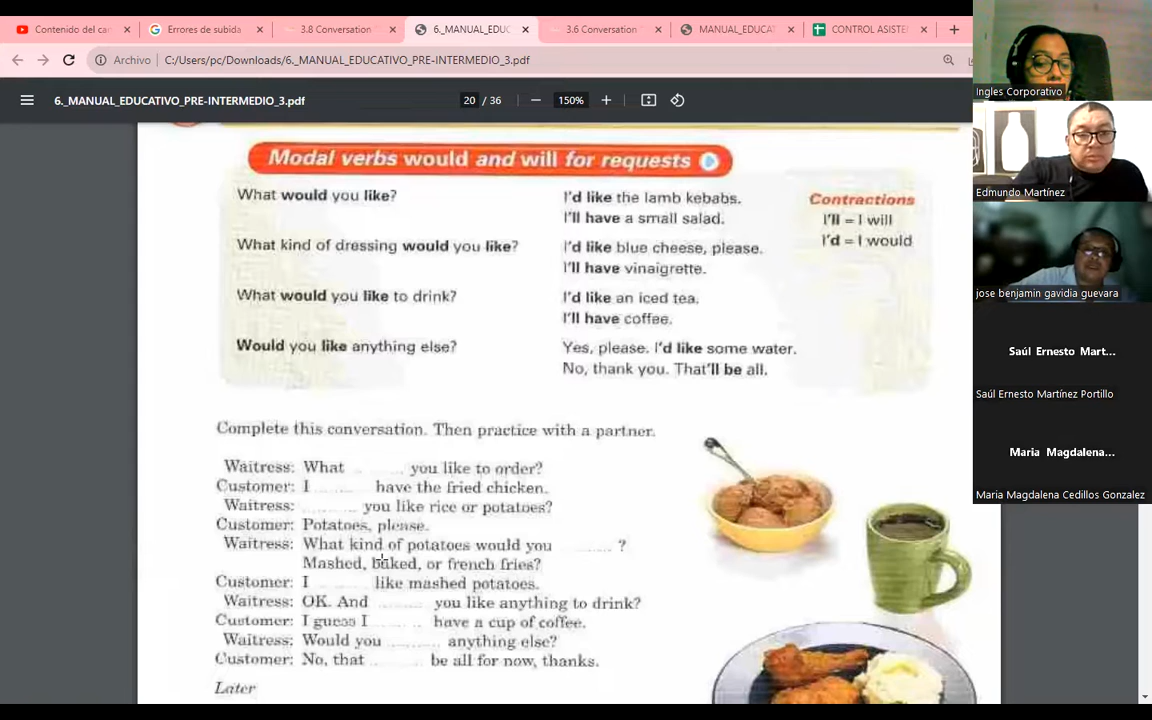 Contenido del ca
Errores de subida
3.8 Conversation
6._MANUAL_EDUC
3.6 Conversation
MANUAL_EDUCATIV
CONTROL ASISTE
Archivo
C:/Users/pc/Downloads/6._MANUAL_EDUCATIVO_PRE-INTERMEDIO_3.pdf
6._MANUAL_EDUCATIVO_PRE-INTERMEDIO_3.pdf
20 / 36
150%
Modal verbs would and will for requests
What would you like?
I'd like the lamb kebabs.
I'll have a small salad.
What kind of dressing would you like?
I'd like blue cheese, please.
I'll have vinaigrette.
What would you like to drink?
I'd like an iced tea.
I'll have coffee.
Would you like anything else?
Yes, please. I'd like some water.
No, thank you. That'll be all.
Contractions
I'll = I will
I'd = I would
Complete this conversation. Then practice with a partner.
Waitress: What ........ you like to order?
Customer: I ........ have the fried chicken.
Waitress: ........ you like rice or potatoes?
Customer: Potatoes, please.
Waitress: What kind of potatoes would you ........ ?
Mashed, baked, or french fries?
Customer: I ........ like mashed potatoes.
Waitress: OK. And ........ you like anything to drink?
Customer: I guess I ........ have a cup of coffee.
Waitress: Would you ........ anything else?
Customer: No, that ........ be all for now, thanks.
Later
Ingles Corporativo
Edmundo Martínez
jose benjamin gavidia guevara
Saúl Ernesto Mart...
Saúl Ernesto Martínez Portillo
Maria Magdalena...
Maria Magdalena Cedillos Gonzalez